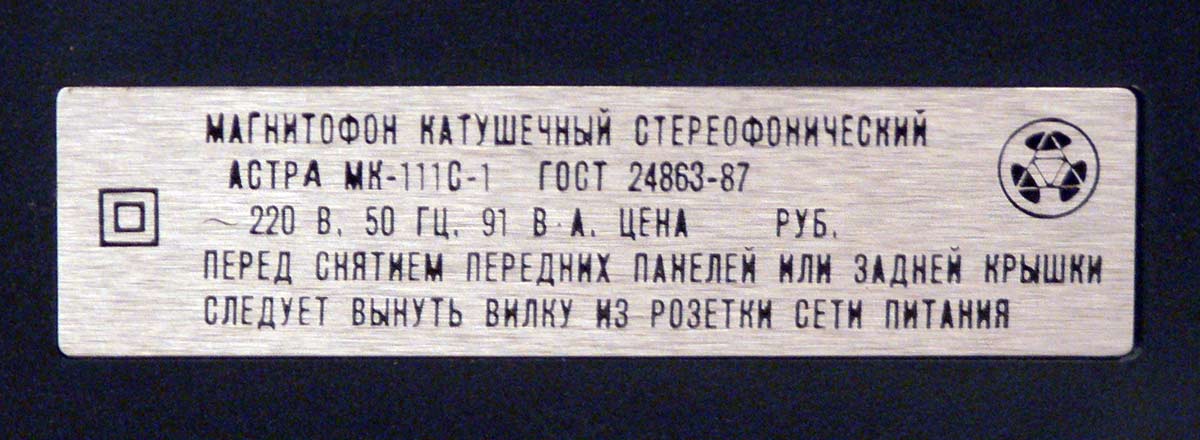 МАГНИТОФОН КАТУШЕЧНЫЙ СТЕРЕОФОНИЧЕСКИЙ
АСТРА МК-111С-1 ГОСТ 24863-87
~ 220 В, 50 ГЦ, 91 В·А. ЦЕНА РУБ.
ПЕРЕД СНЯТИЕМ ПЕРЕДНИХ ПАНЕЛЕЙ ИЛИ ЗАДНЕЙ КРЫШКИ
СЛЕДУЕТ ВЫНУТЬ ВИЛКУ ИЗ РОЗЕТКИ СЕТИ ПИТАНИЯ